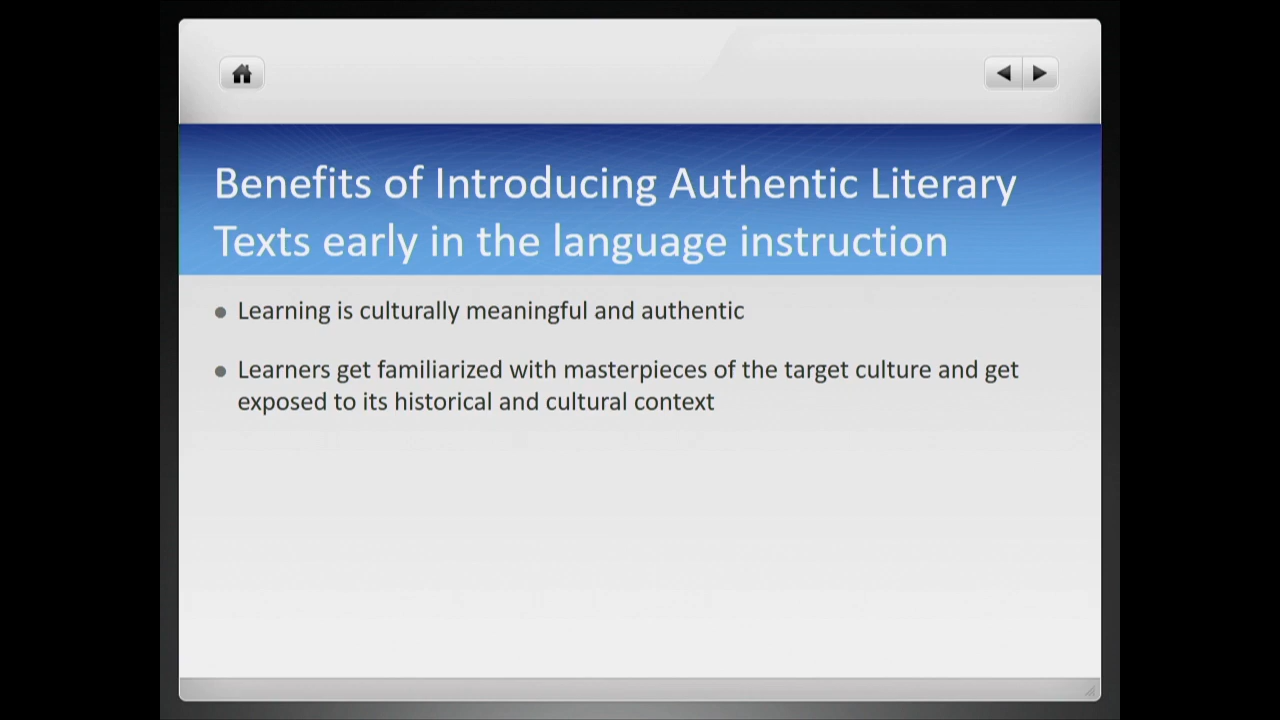 Benefits of Introducing Authentic Literary
Texts early in the language instruction
Learning is culturally meaningful and authentic
Learners get familiarized with masterpieces of the target culture and get
exposed to its historical and cultural context